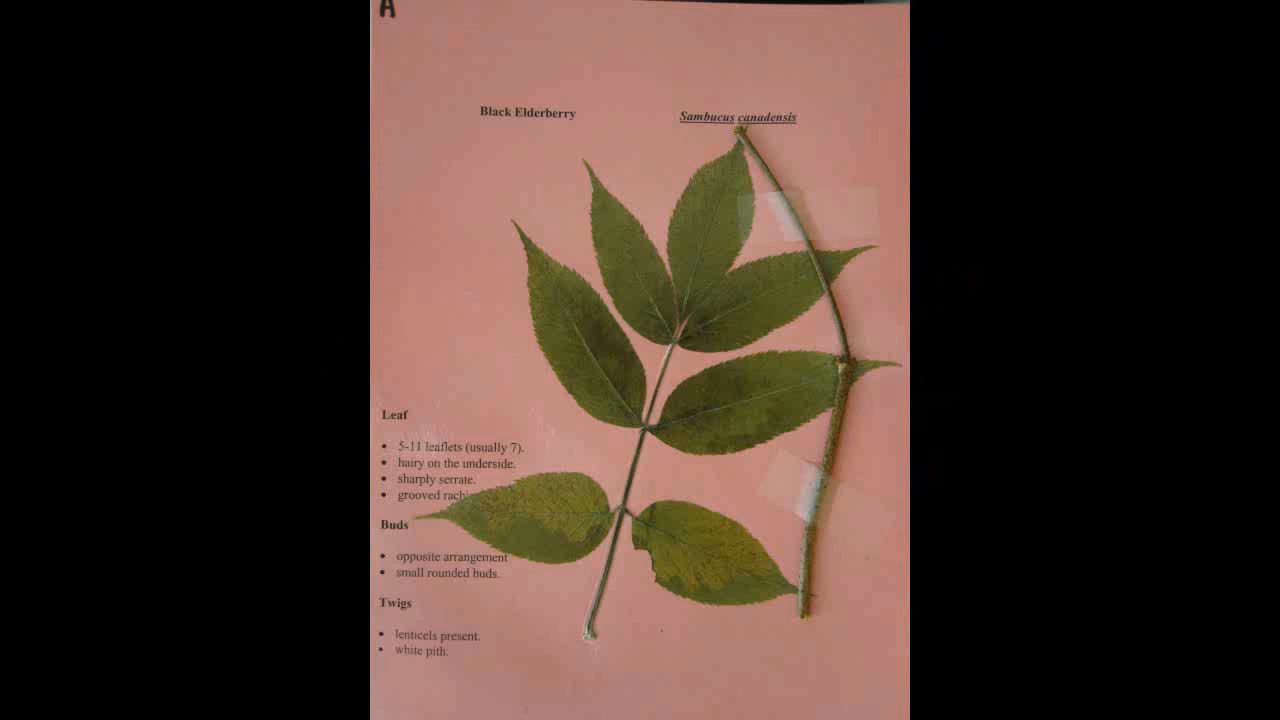 A
Black Elderberry Sambucus canadensis
Leaf
• 5-11 leaflets (usually 7).
• hairy on the underside.
• sharply serrate.
• grooved
Buds
• opposite arrangement
• small rounded buds.
Twigs
• lenticels present.
• white pith.